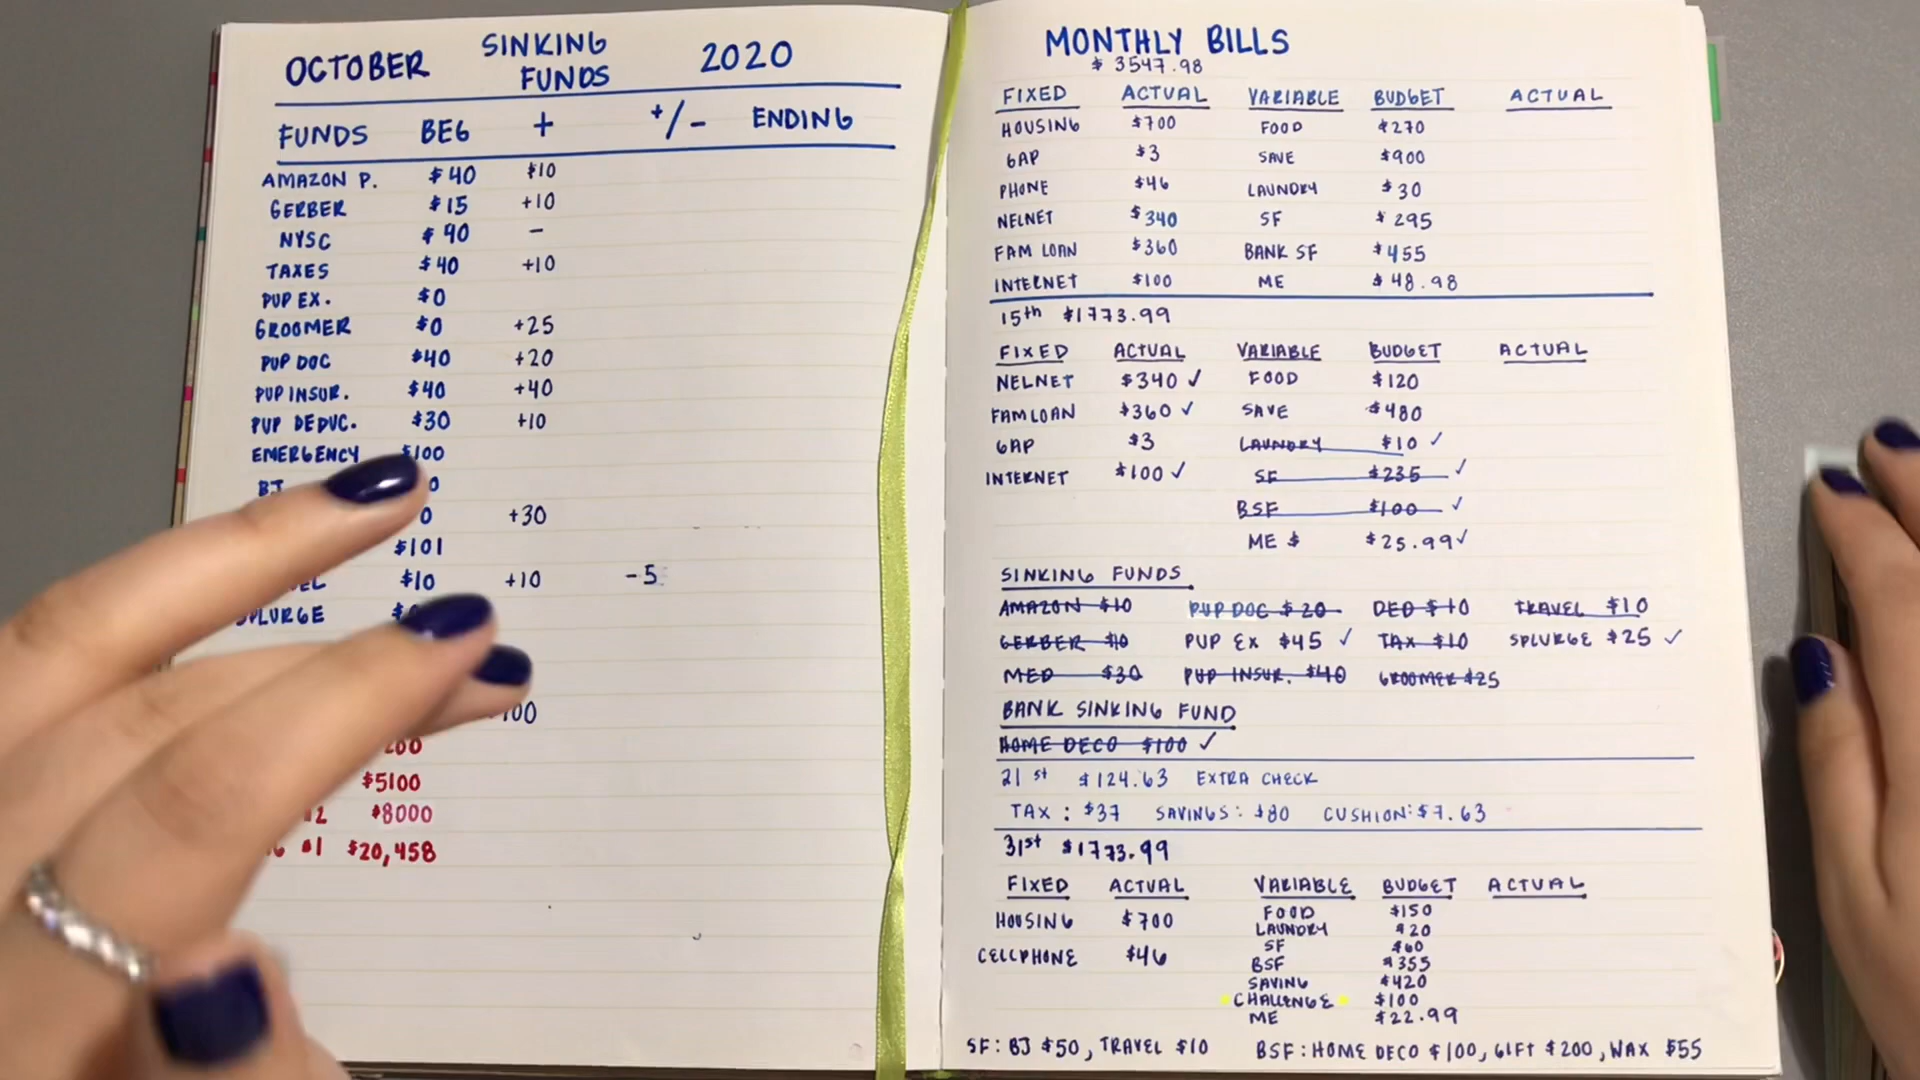 OCTOBER SINKING FUNDS 2020
FUNDS BEG + +/- ENDING
AMAZON P. $40 $10
GERBER $15 +10
NYSC $90 -
TAXES $40 +10
PUP EX. $0
GROOMER $0 +25
PUP DOC $40 +20
PUP INSUR. $40 +40
PUP DEDUC. $30 +10
EMERGENCY $100
BJ 0
0 +30
$101
$10 +10 -5
SPLURGE
100
200
$5100
$8000
#1 $20,458
MONTHLY BILLS
$3547.98
FIXED ACTUAL VARIABLE BUDGET ACTUAL
HOUSING $700 FOOD $270
GAP $3 SAVE $900
PHONE $46 LAUNDRY $30
NELNET $340 SF $295
FAM LOAN $360 BANK SF $455
INTERNET $100 ME $48.98
15th $1773.99
FIXED ACTUAL VARIABLE BUDGET ACTUAL
NELNET $340 ✓ FOOD $120
FAM LOAN $360 ✓ SAVE $480
GAP $3 LAUNDRY $10 ✓
INTERNET $100 ✓ SF $235 ✓
BSF $100 ✓
ME $ $25.99 ✓
SINKING FUNDS
AMAZON $10 PUP DOC $20 DED $10 TRAVEL $10
GERBER $10 PUP EX $45 ✓ TAX $10 SPLURGE $25 ✓
MED $30 PUP INSUR. $40 GROOMER $25
BANK SINKING FUND
HOME DECO $100 ✓
21st $124.63 EXTRA CHECK
TAX: $37 SAVINGS: $80 CUSHION: $7.63
31st $1773.99
FIXED ACTUAL VARIABLE BUDGET ACTUAL
HOUSING $700 FOOD $150
LAUNDRY $20
SF $60
CELLPHONE $46 BSF $355
SAVING $420
CHALLENGE $100
ME $22.99
SF: BJ $50, TRAVEL $10 BSF: HOME DECO $100, GIFT $200, WAX $55